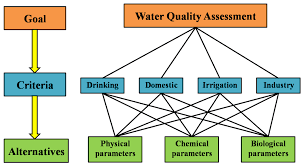 Goal
Water Quality Assessment
Criteria
Drinking
Domestic
Irrigation
Industry
Alternatives
Physical
parameters
Chemical
parameters
Biological
parameters